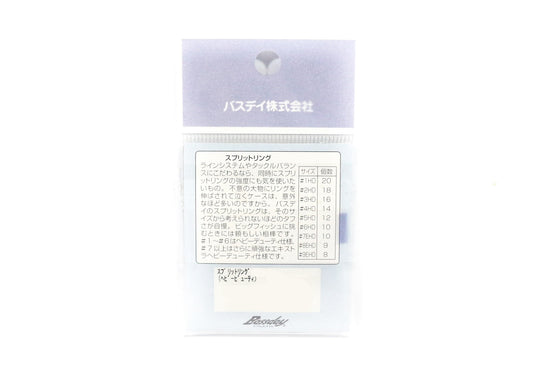 バスデイ株式会社
スプリットリング
ラインシステムやタックルバラン
スにこだわるなら、同時にスプリ
ットリングの強度にも気を使いた
いもの。不意の大物にリングを
伸ばされて泣くケースは、意外
なほど多いのですから。バスデ
イのスプリットリングは、そのサ
イズから考えられないほどのタフ
さが自慢。ビッグフィッシュに挑
むときには頼もしい相棒です。
#1～#6はヘビーデューティ仕様、
#7以上はさらに頑強なエキスト
ラヘビーデューティ仕様です。
サイズ 個数
#1HD 20
#2HD 18
#3HD 16
#4HD 14
#5HD 12
#6HD 10
#7EHD 10
#8EHD 9
#9EHD 8
スプリットリング
(ヘビーデューティ)
Bassday